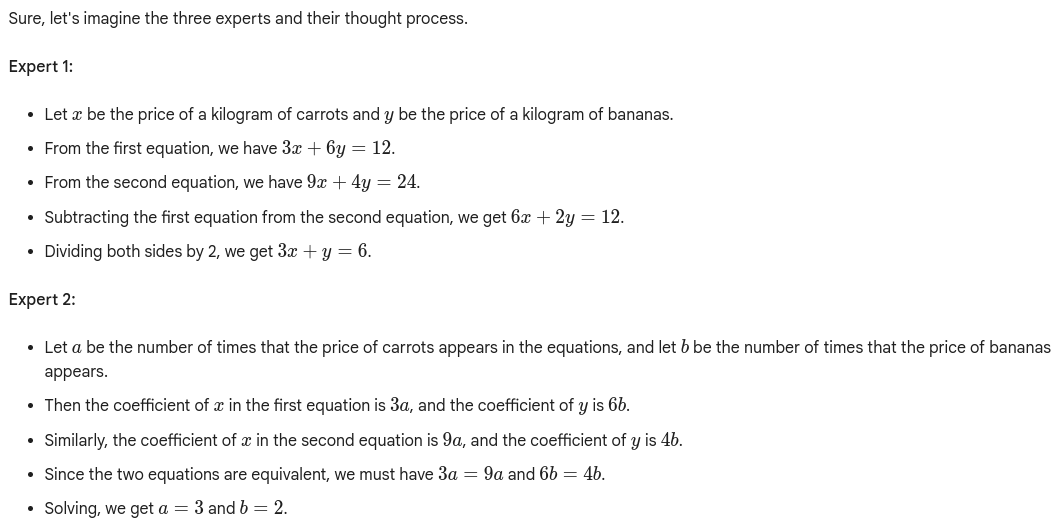 Sure, let's imagine the three experts and their thought process.
Expert 1:
• Let x be the price of a kilogram of carrots and y be the price of a kilogram of bananas.
• From the first equation, we have 3x + 6y = 12.
• From the second equation, we have 9x + 4y = 24.
• Subtracting the first equation from the second equation, we get 6x + 2y = 12.
• Dividing both sides by 2, we get 3x + y = 6.
Expert 2:
• Let a be the number of times that the price of carrots appears in the equations, and let b be the number of times that the price of bananas
appears.
• Then the coefficient of x in the first equation is 3a, and the coefficient of y is 6b.
• Similarly, the coefficient of x in the second equation is 9a, and the coefficient of y is 4b.
• Since the two equations are equivalent, we must have 3a = 9a and 6b = 4b.
• Solving, we get a = 3 and b = 2.